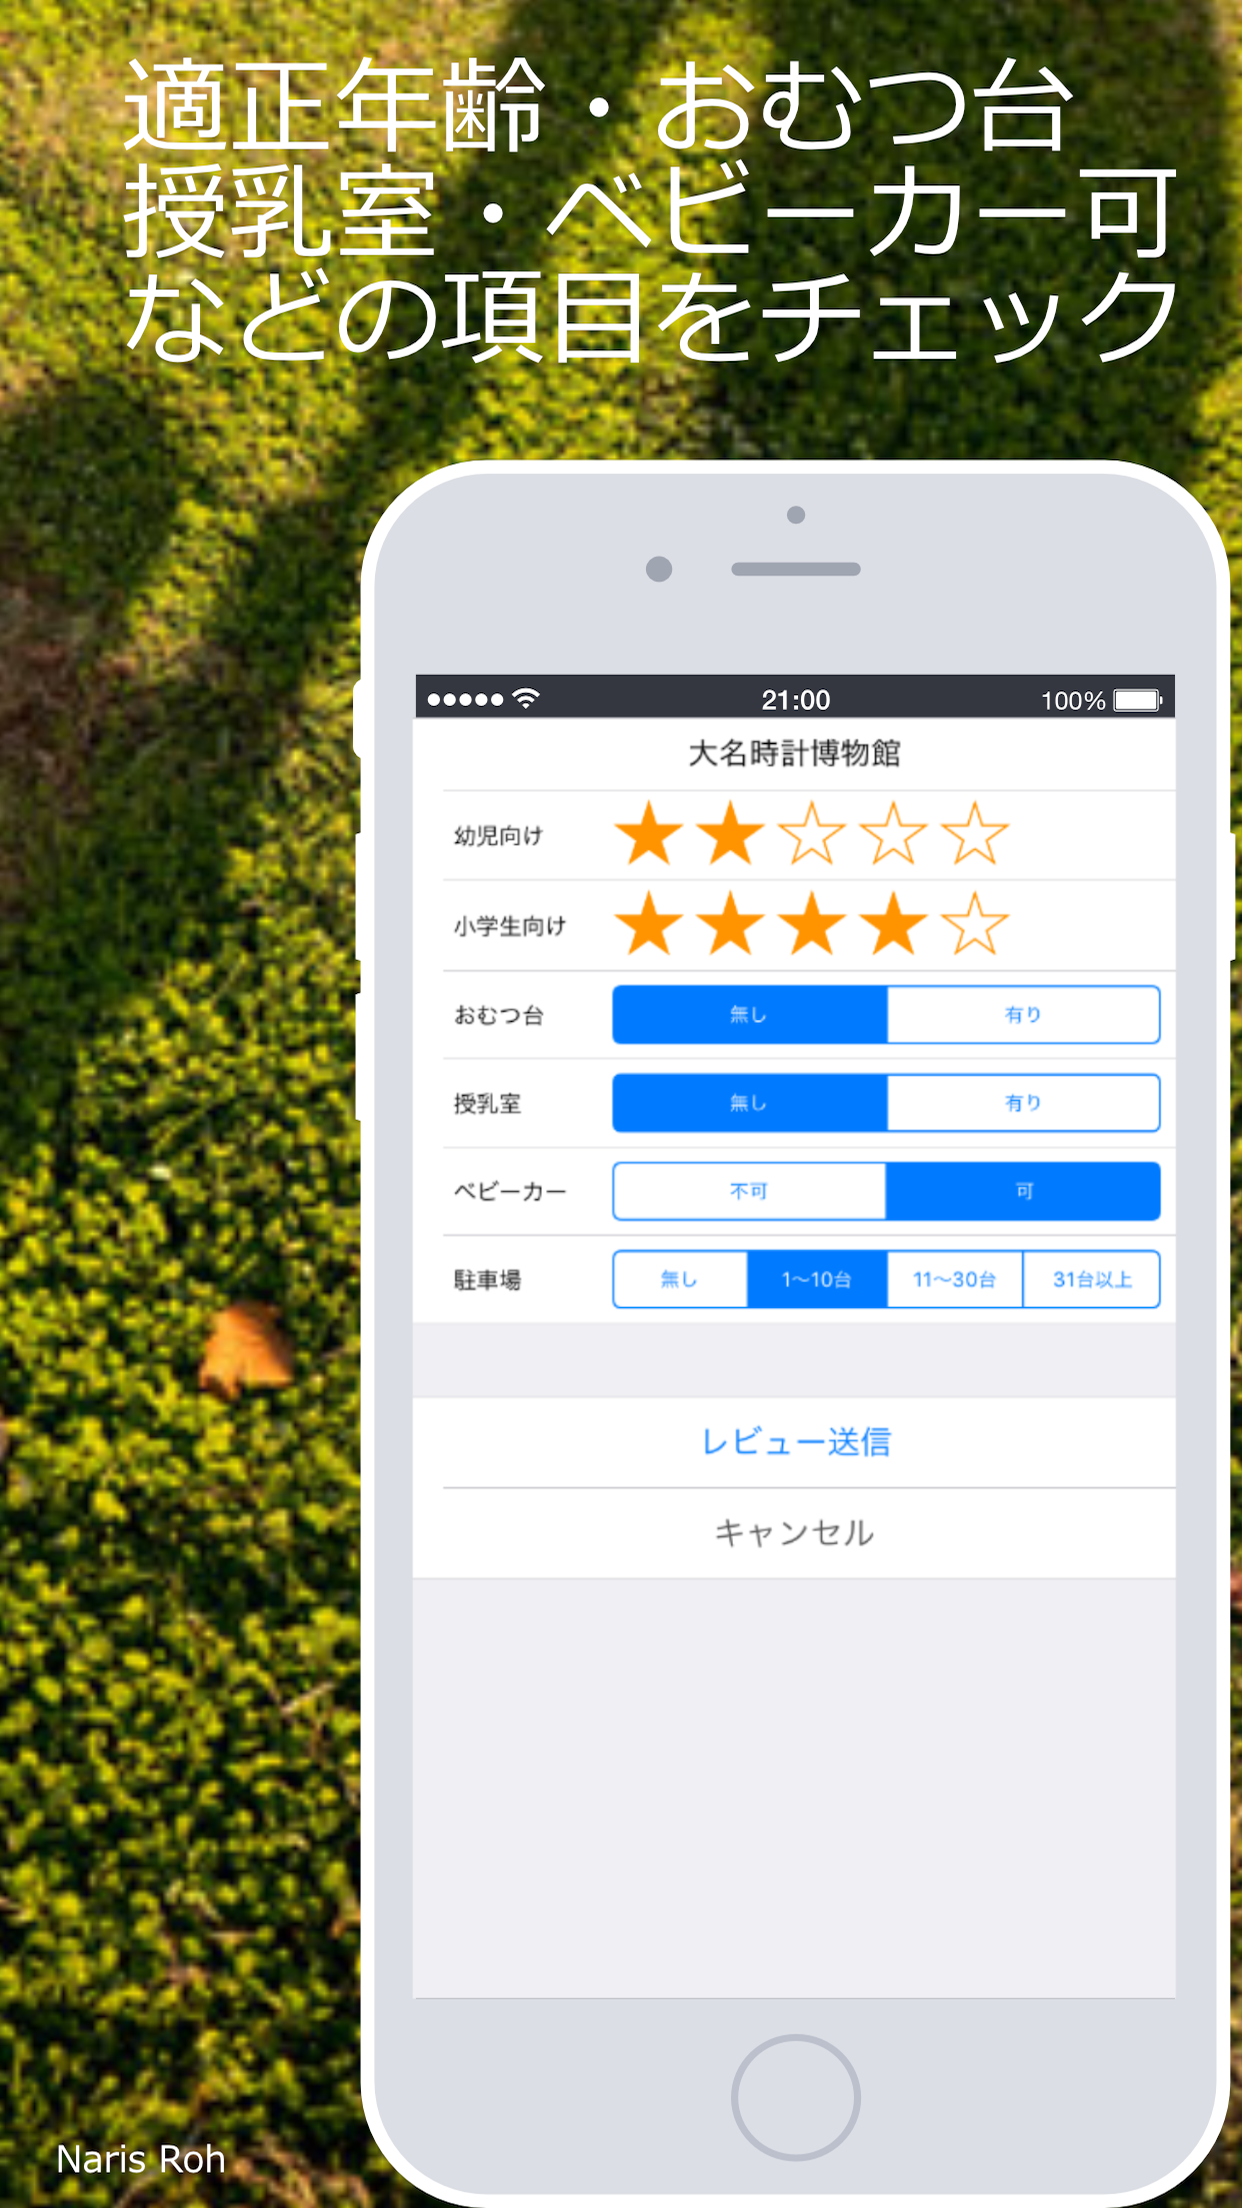 適正年齢・おむつ台
授乳室・ベビーカー可
などの項目をチェック
21:00
100%
大名時計博物館
幼児向け
小学生向け
おむつ台 無し 有り
授乳室 無し 有り
ベビーカー 不可 可
駐車場 無し 1〜10台 11〜30台 31台以上
レビュー送信
キャンセル
Naris Roh